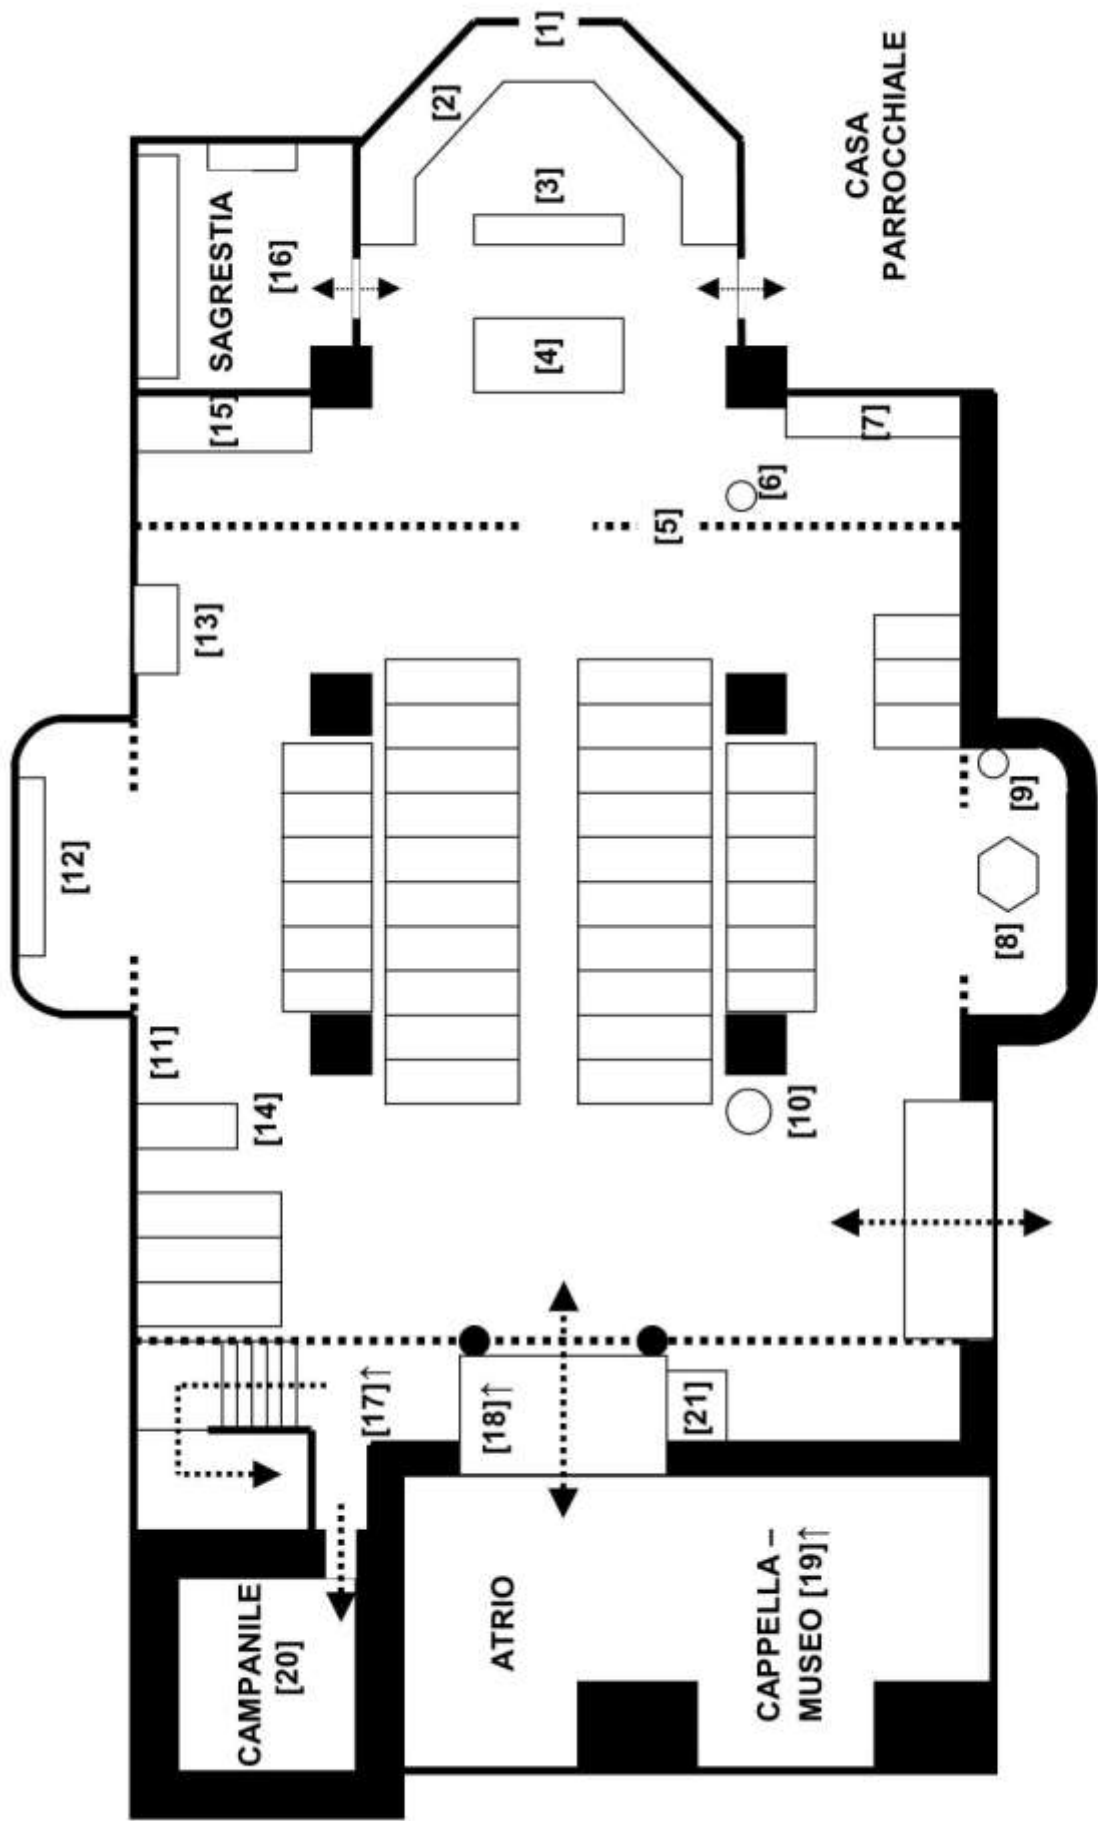 [12]
[11]
[13]
[15]
SAGRESTIA
[16]
CAMPANILE
[20]
[14]
[17]↑
[2]
ATRIO
[18]↑
[4]
[3]
[1]
[5]
[21]
[6]
CAPPELLA –
MUSEO [19]↑
[10]
[7]
CASA
PARROCCHIALE
[8]
[9]